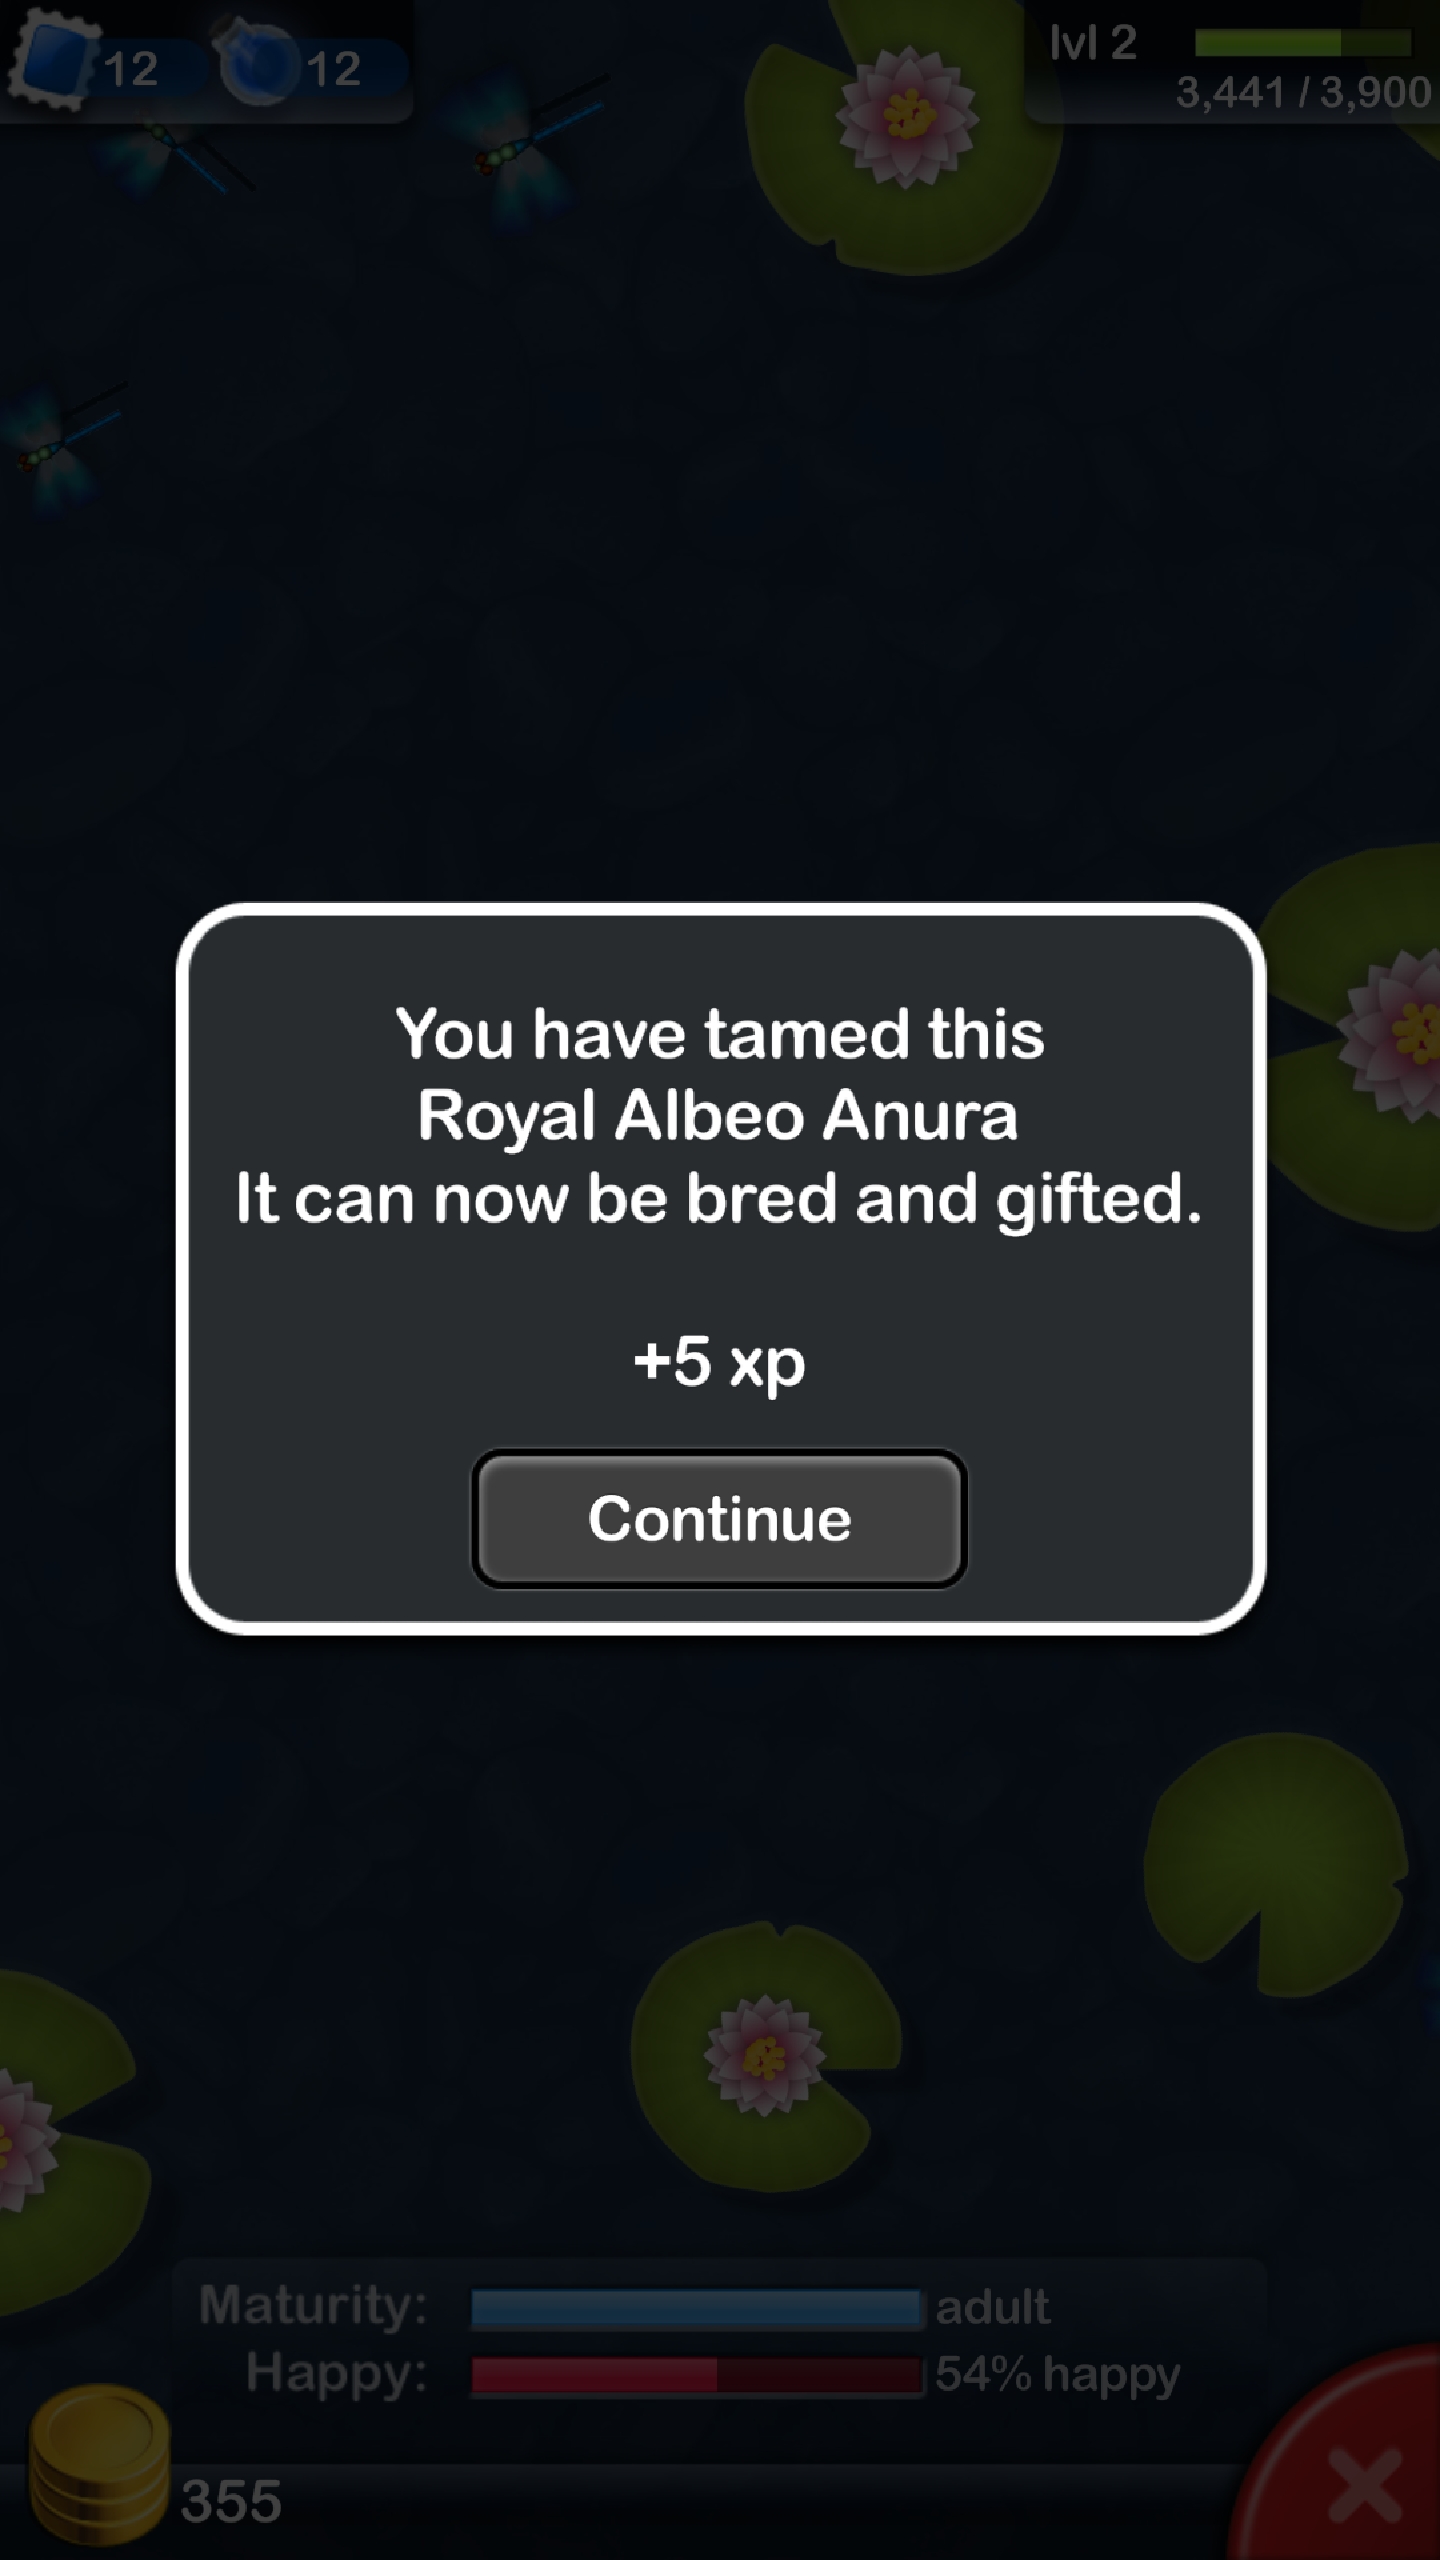 12
12
lvl 2
3,441 / 3,900
You have tamed this
Royal Albeo Anura
It can now be bred and gifted.
+5 xp
Continue
Maturity: adult
Happy: 54% happy
355